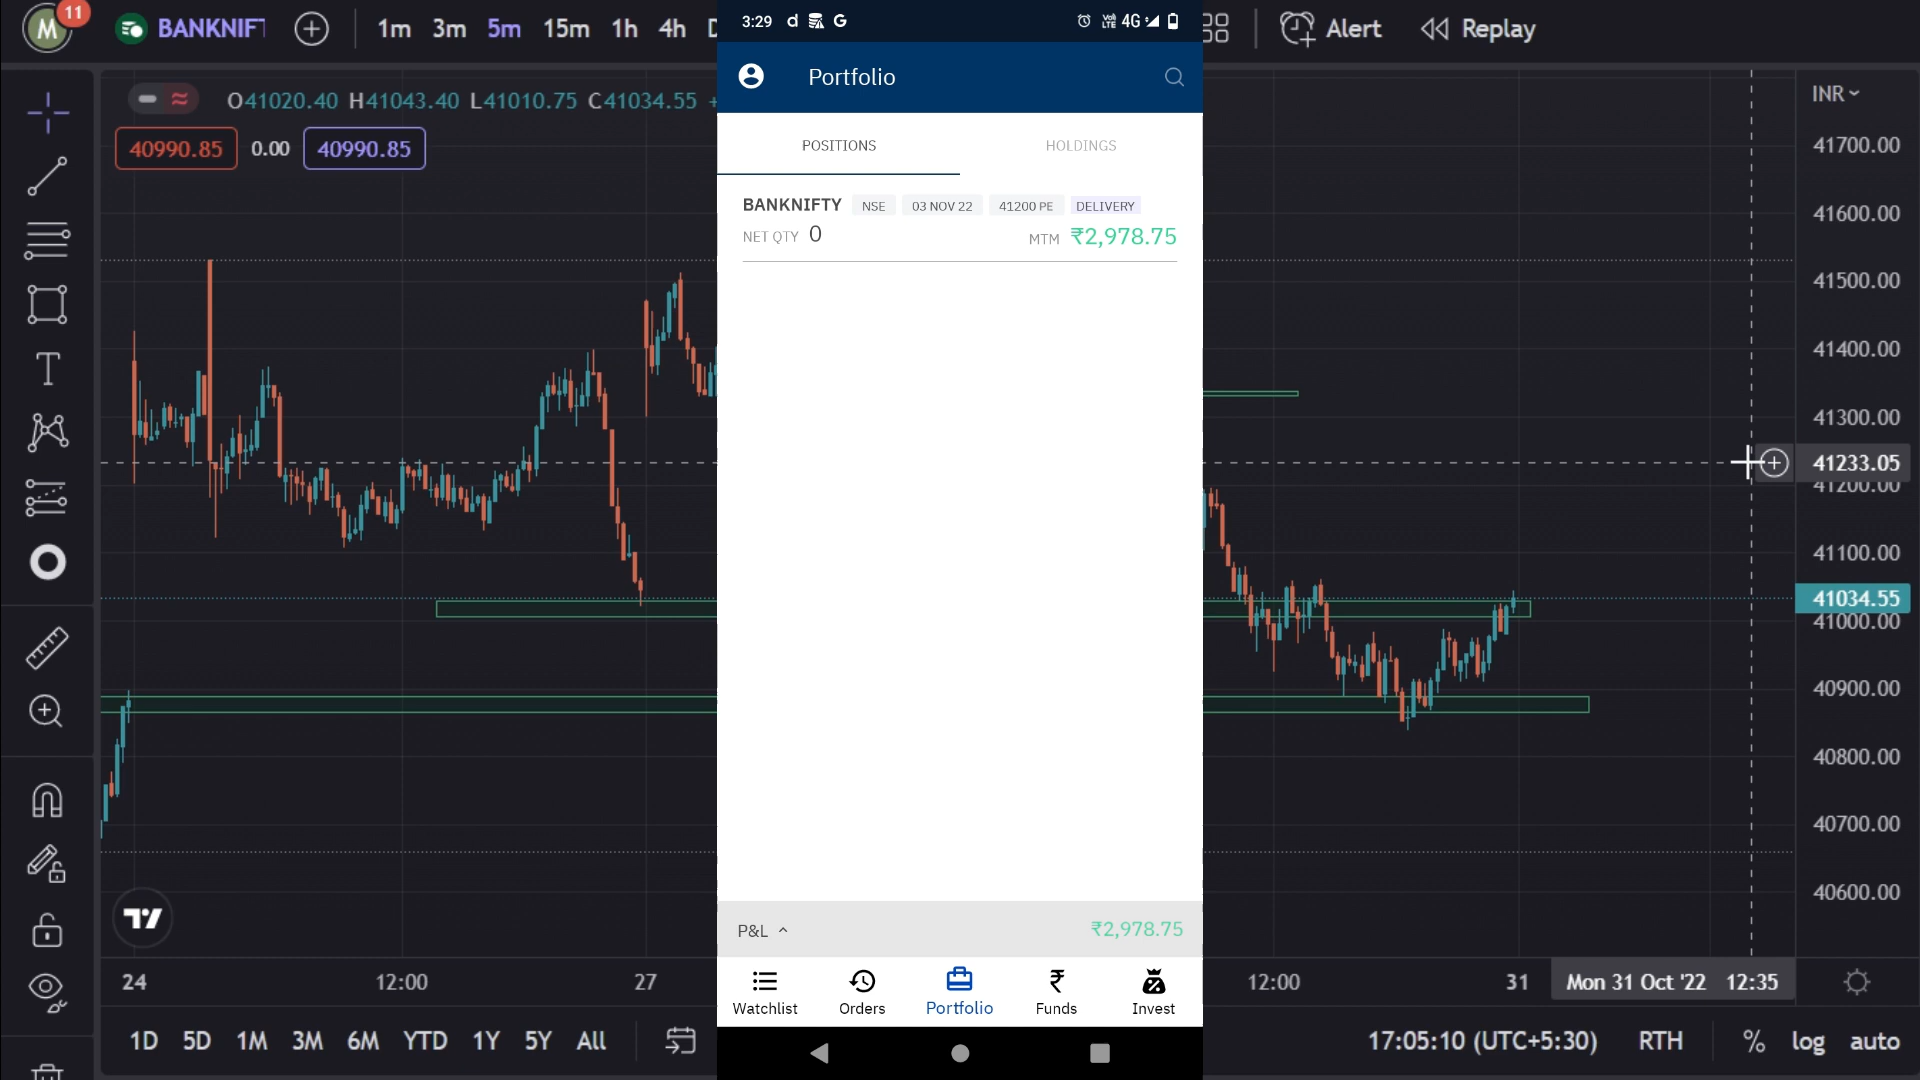 M
11
BANKNIFT
1m 3m 5m 15m 1h 4h
Alert
Replay
O41020.40 H41043.40 L41010.75 C41034.55 +
40990.85 0.00 40990.85
3:29 d G
Vo) LTE 4G
Portfolio
POSITIONS HOLDINGS
BANKNIFTY NSE 03 NOV 22 41200 PE DELIVERY
NET QTY 0 MTM ₹2,978.75
P&L ₹2,978.75
Watchlist Orders Portfolio Funds Invest
INR
41700.00
41600.00
41500.00
41400.00
41300.00
41233.05
41200.00
41100.00
41034.55
41000.00
40900.00
40800.00
40700.00
40600.00
24 12:00 27 12:00 31 Mon 31 Oct '22 12:35
1D 5D 1M 3M 6M YTD 1Y 5Y All
17:05:10 (UTC+5:30) RTH % log auto